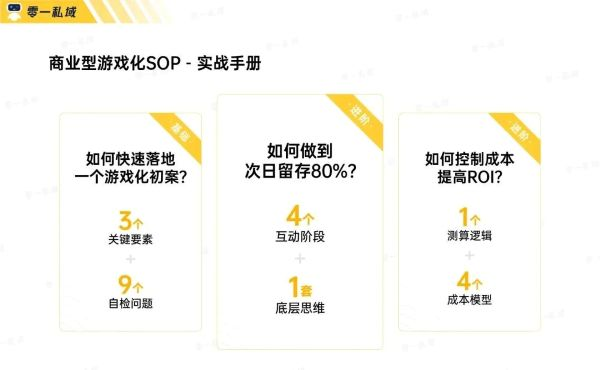 零一私域
商业型游戏化SOP - 实战手册
基础
如何快速落地
一个游戏化初案?
3个
关键要素
+
9个
自检问题
进阶
如何做到
次日留存80%?
4个
互动阶段
+
1套
底层思维
进阶
如何控制成本
提高ROI?
1个
测算逻辑
+
4个
成本模型